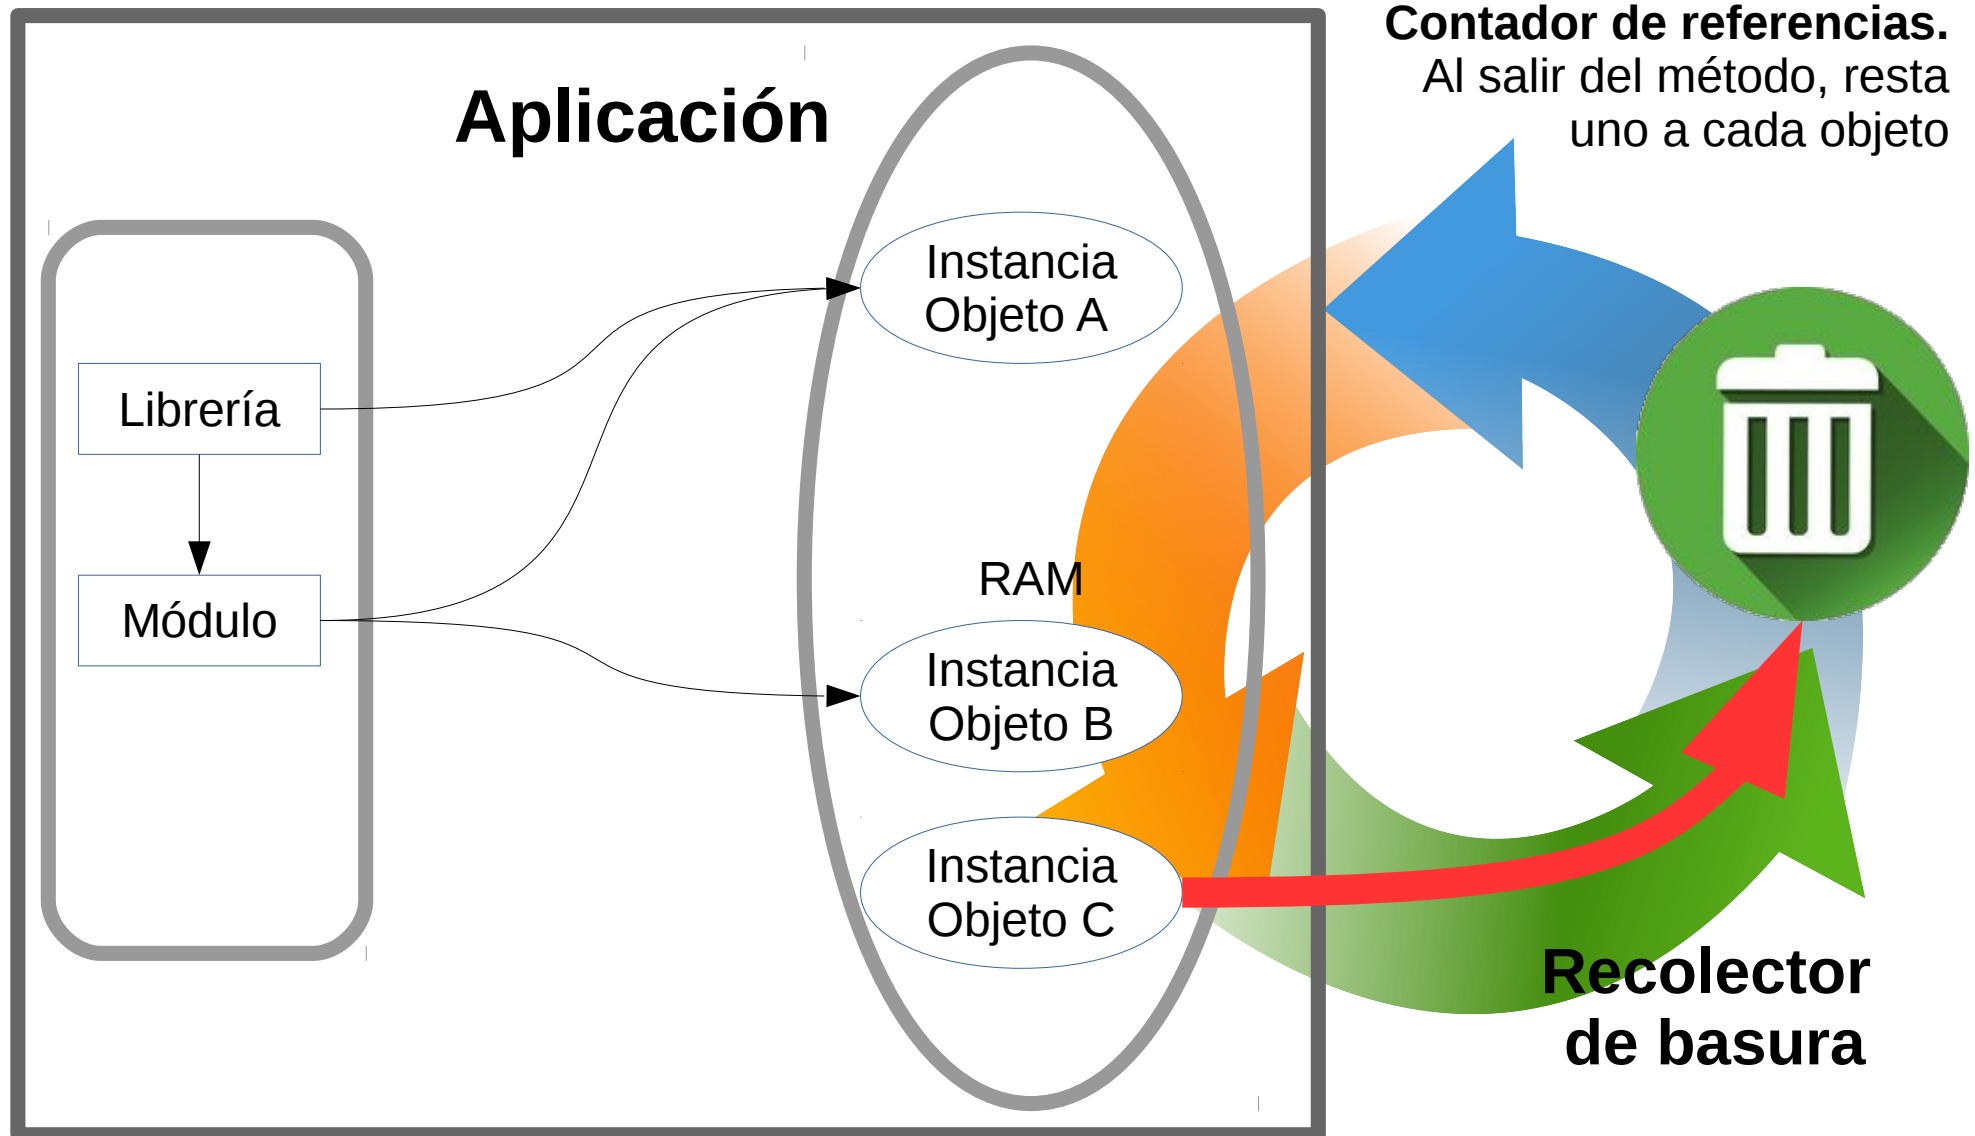 Contador de referencias.
Al salir del método, resta
uno a cada objeto
Aplicación
Instancia
Objeto A
Librería
Módulo
RAM
Instancia
Objeto B
Instancia
Objeto C
Recolector
de basura